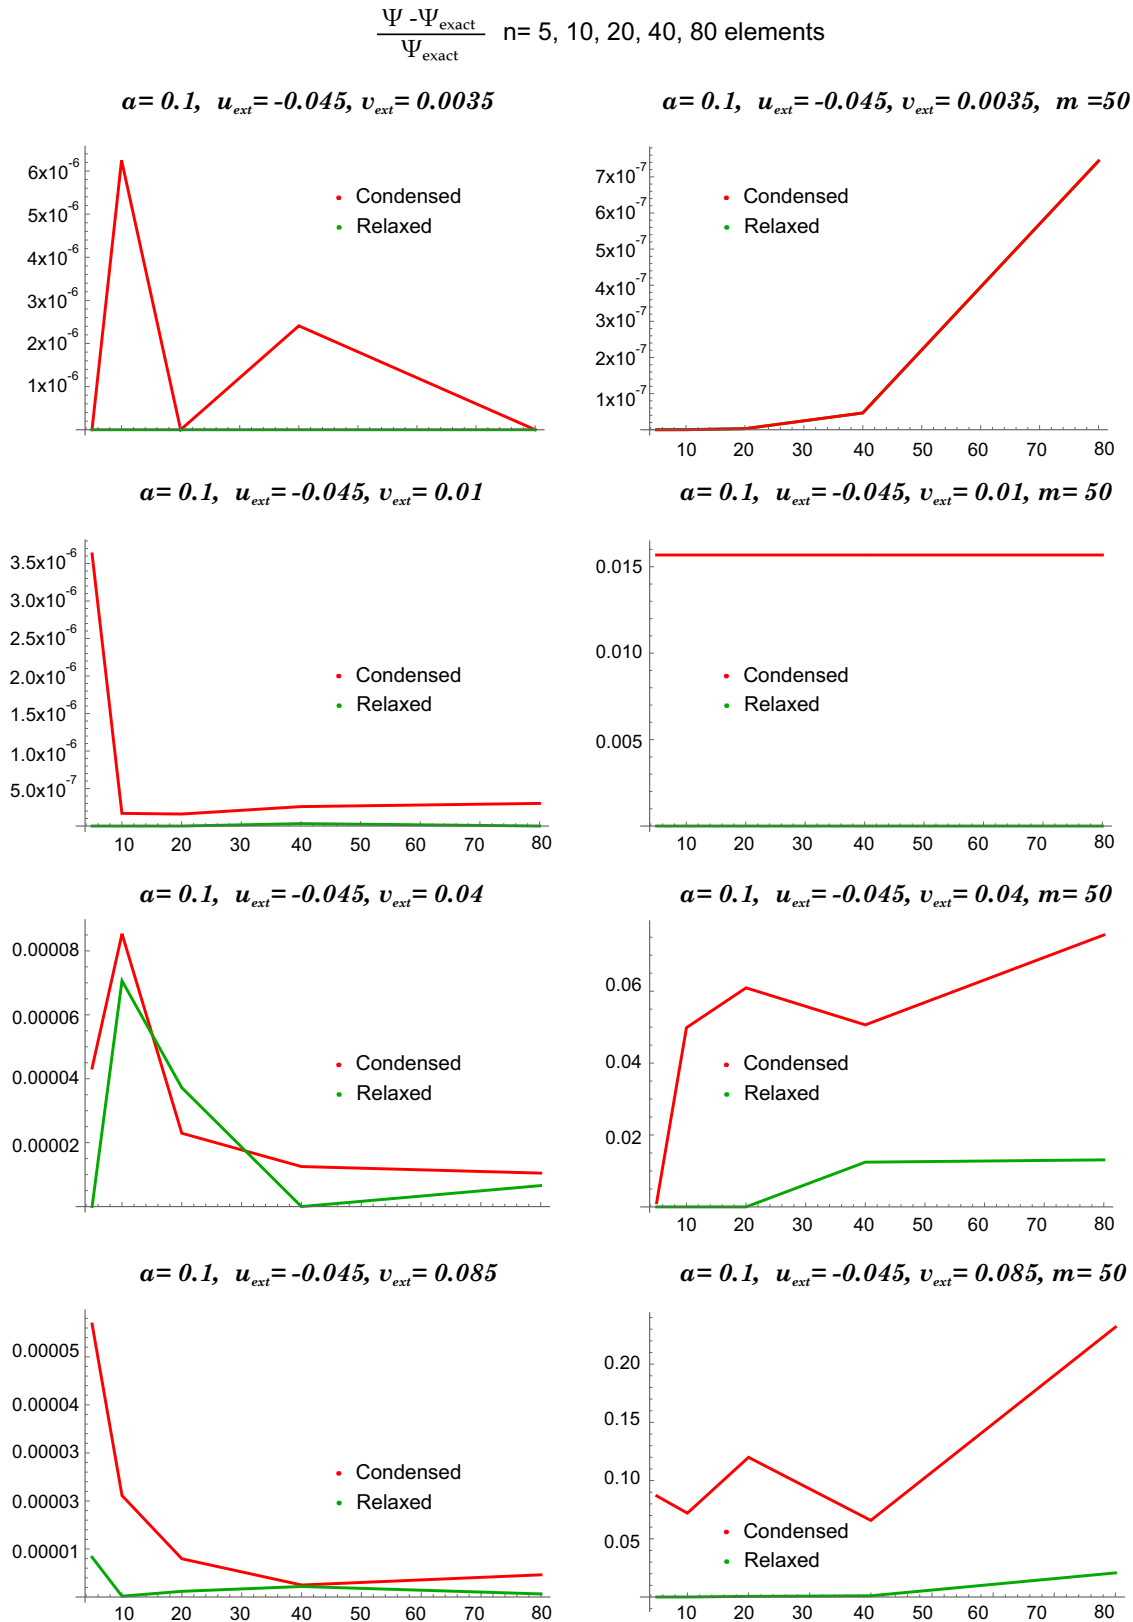 Ψ -Ψexact
Ψexact
n= 5, 10, 20, 40, 80 elements
a= 0.1, uext= -0.045, vext= 0.0035
6x10-6
5x10-6
4x10-6
3x10-6
2x10-6
1x10-6
Condensed
Relaxed
a= 0.1, uext= -0.045, vext= 0.0035, m =50
7x10-7
6x10-7
5x10-7
4x10-7
3x10-7
2x10-7
1x10-7
Condensed
Relaxed
10 20 30 40 50 60 70 80
a= 0.1, uext= -0.045, vext= 0.01
3.5x10-6
3.0x10-6
2.5x10-6
2.0x10-6
1.5x10-6
1.0x10-6
5.0x10-7
Condensed
Relaxed
10 20 30 40 50 60 70 80
a= 0.1, uext= -0.045, vext= 0.01, m= 50
0.015
0.010
0.005
Condensed
Relaxed
10 20 30 40 50 60 70 80
a= 0.1, uext= -0.045, vext= 0.04
0.00008
0.00006
0.00004
0.00002
Condensed
Relaxed
10 20 30 40 50 60 70 80
a= 0.1, uext= -0.045, vext= 0.04, m= 50
0.06
0.04
0.02
Condensed
Relaxed
10 20 30 40 50 60 70 80
a= 0.1, uext= -0.045, vext= 0.085
0.00005
0.00004
0.00003
0.00003
0.00001
Condensed
Relaxed
10 20 30 40 50 60 70 80
a= 0.1, uext= -0.045, vext= 0.085, m= 50
0.20
0.15
0.10
0.05
Condensed
Relaxed
10 20 30 40 50 60 70 80